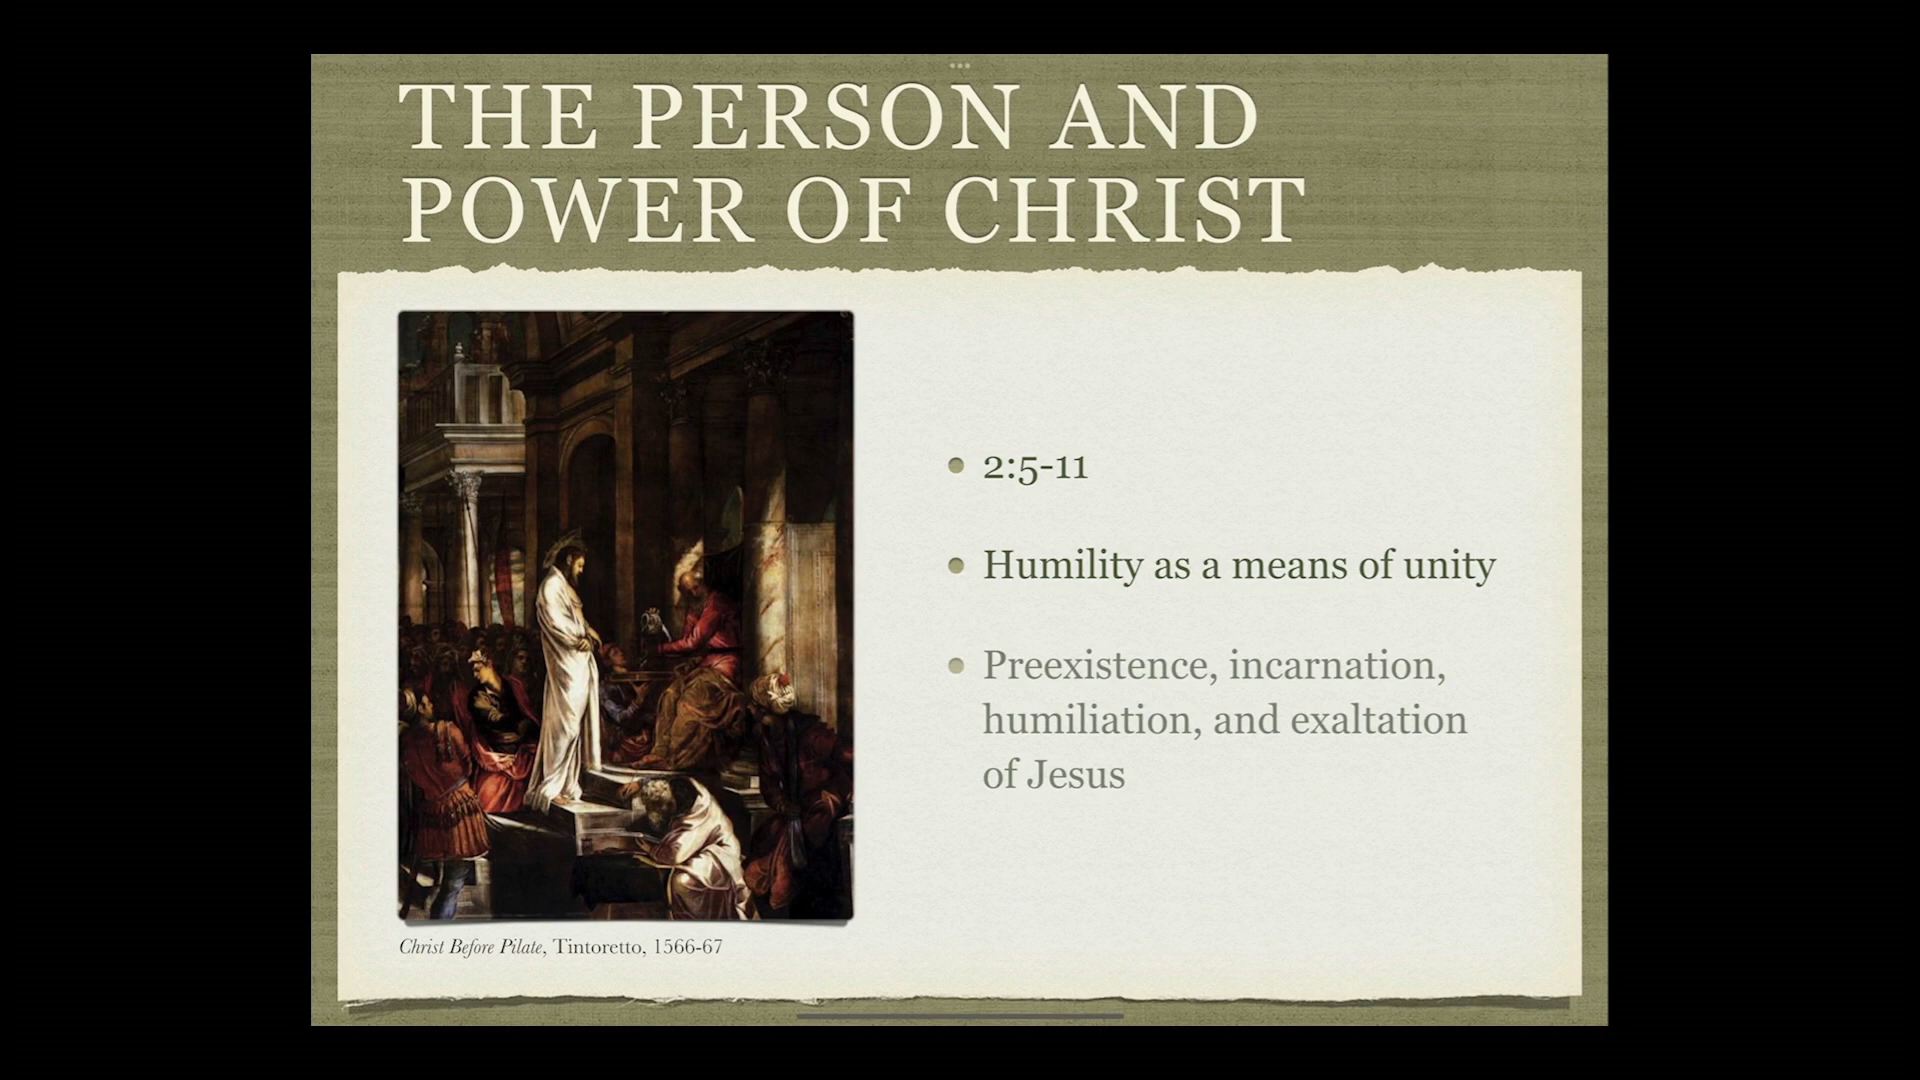 THE PERSON AND
POWER OF CHRIST
2:5-11
Humility as a means of unity
Preexistence, incarnation,
humiliation, and exaltation
of Jesus
Christ Before Pilate, Tintoretto, 1566-67